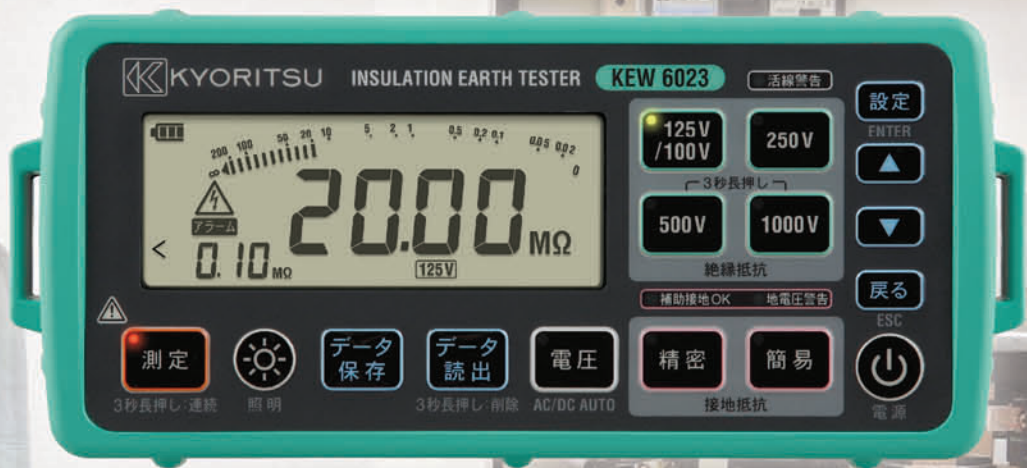 KYORITSU INSULATION EARTH TESTER KEW 6023 活線警告
設定
ENTER
200 100 50 20 10 5 2 1 0.5 0.2 0.1 0.05 0.02 0
∞
アラーム
20.00 MΩ
< 0.10 MΩ
125V
125V /100V
250V
3秒長押し
500V
1000V
絶縁抵抗
戻る
ESC
補助接地OK 地電圧警告
測定
3秒長押し:連続
照明
データ保存
データ読出
3秒長押し:削除
電圧
AC/DC AUTO
精密
簡易
接地抵抗
電源